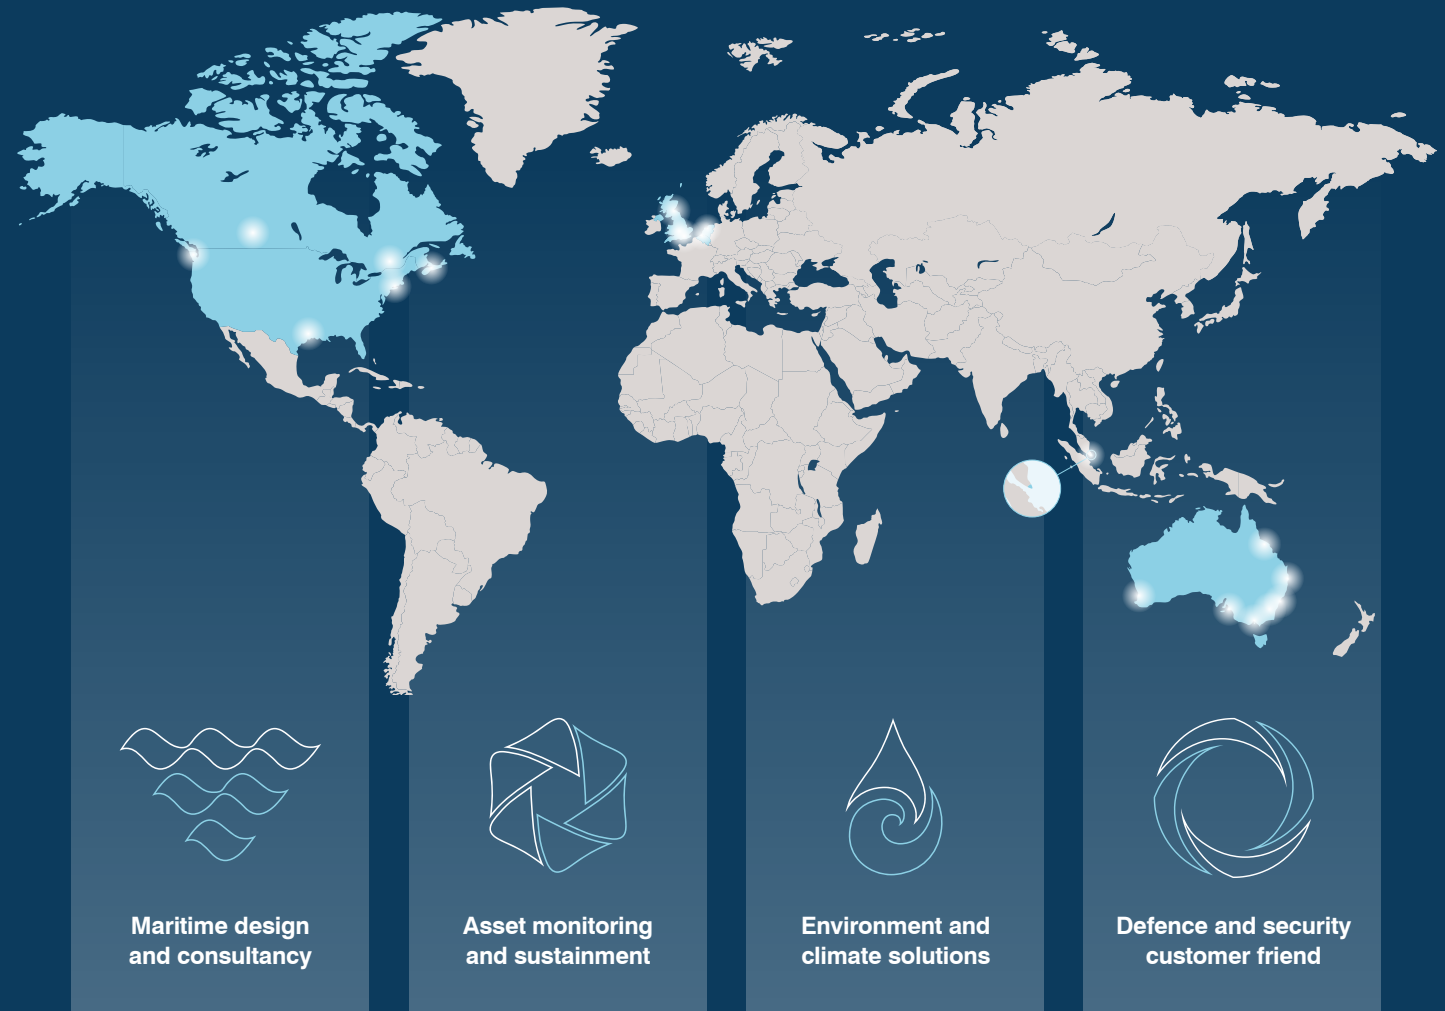 Maritime design
and consultancy
Asset monitoring
and sustainment
Environment and
climate solutions
Defence and security
customer friend